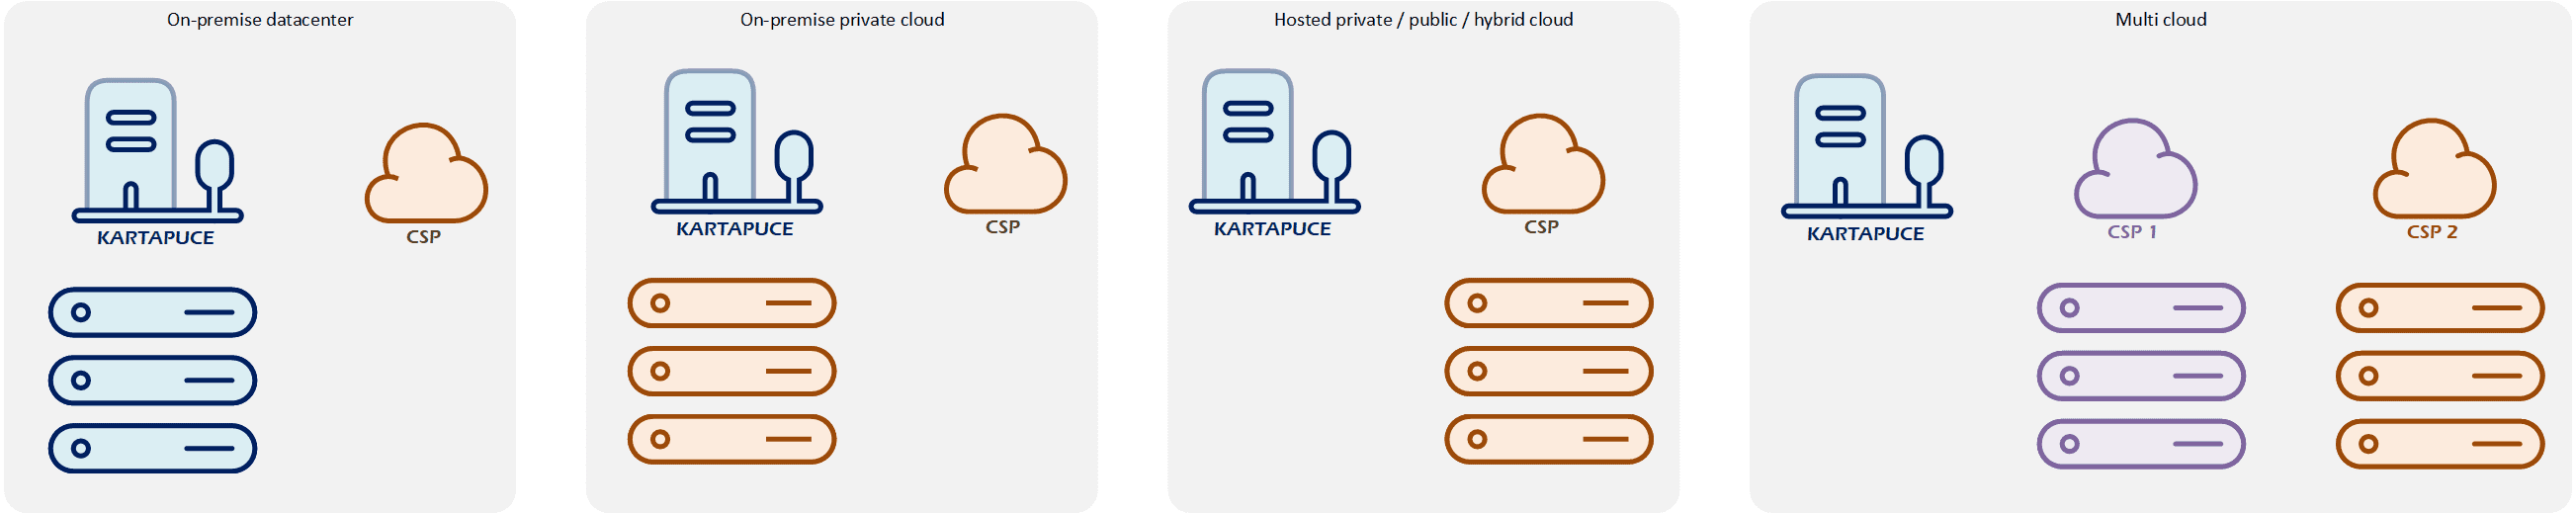 On-premise datacenter
KARTAPUCE
CSP
On-premise private cloud
KARTAPUCE
CSP
Hosted private / public / hybrid cloud
KARTAPUCE
CSP
Multi cloud
KARTAPUCE
CSP 1
CSP 2